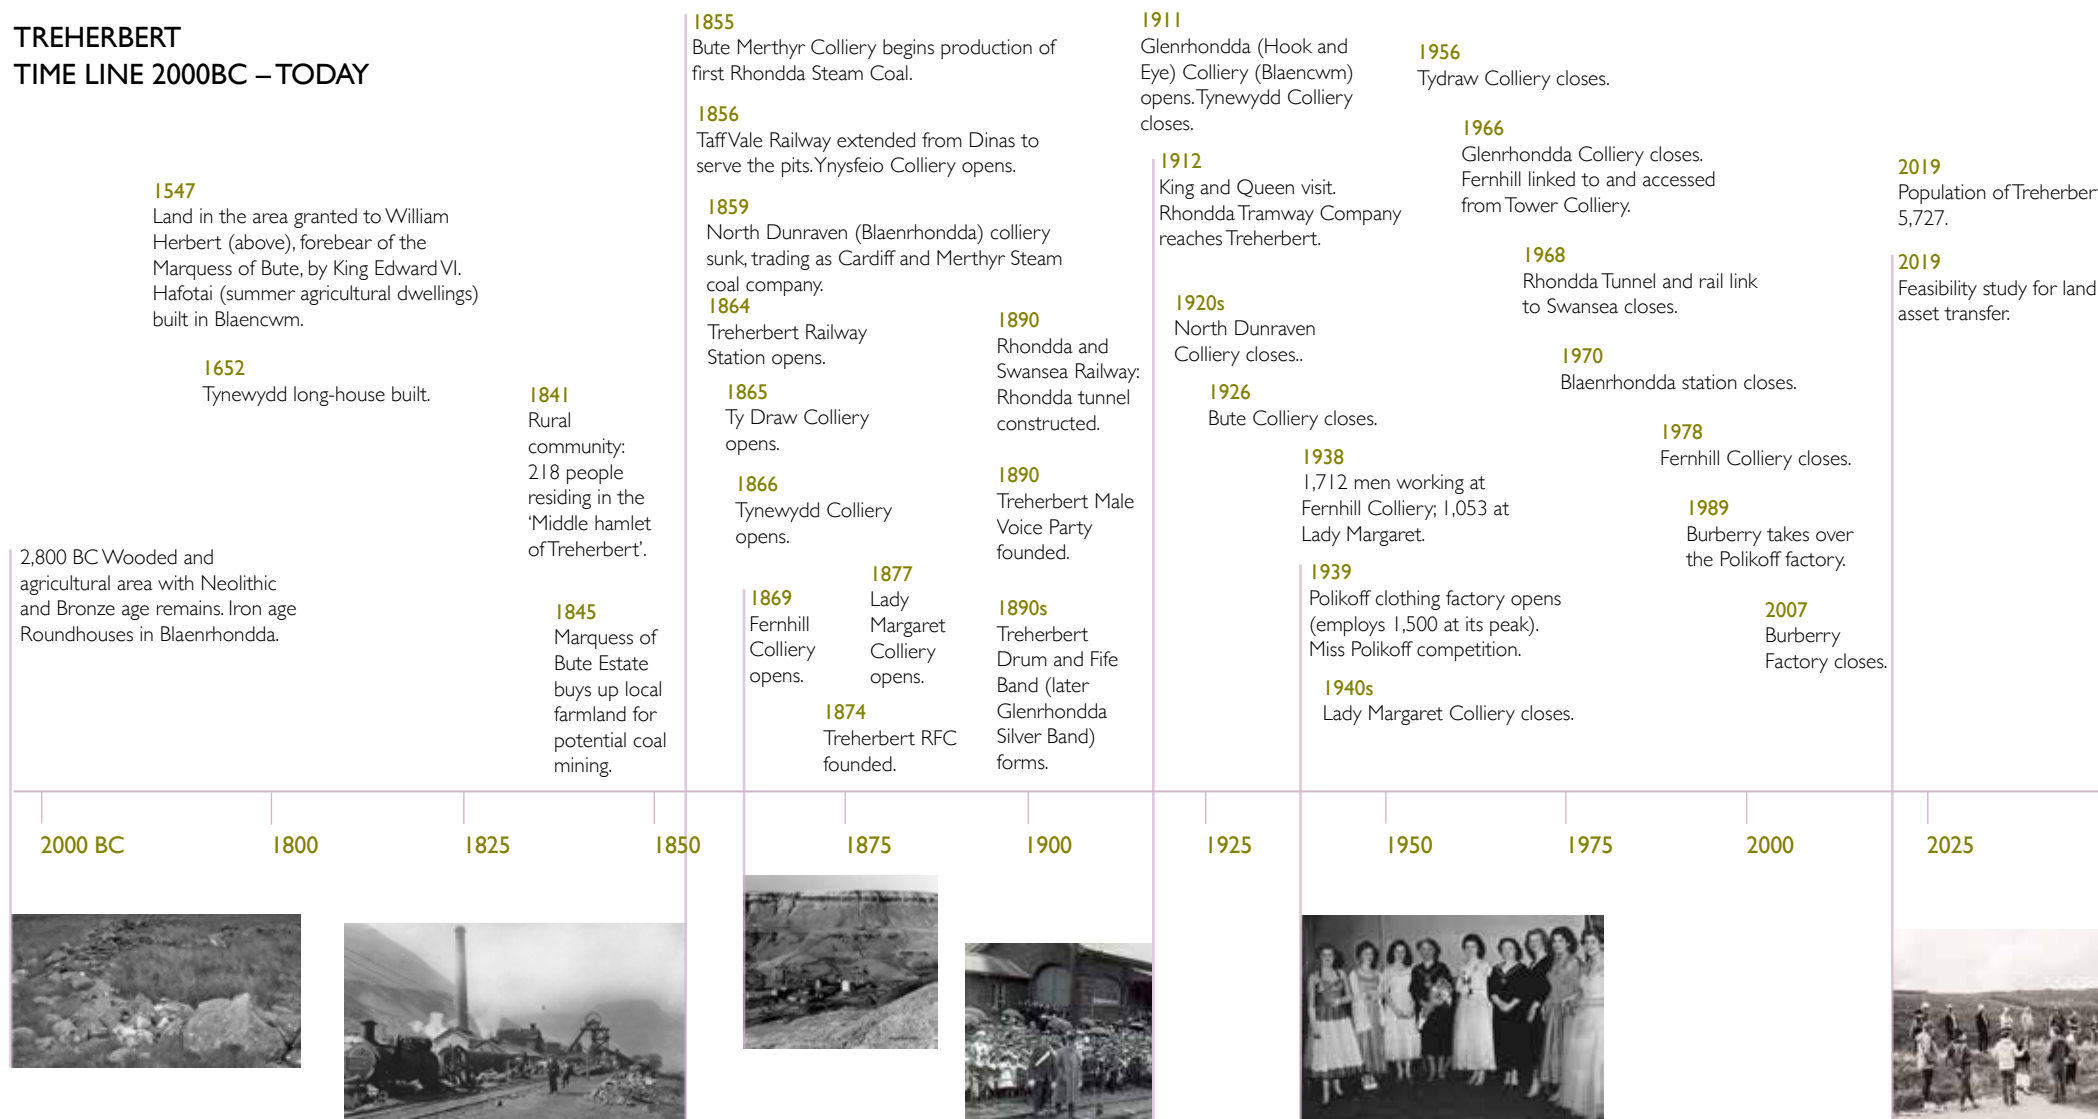 TREHERBERT
TIME LINE 2000BC – TODAY
2,800 BC Wooded and
agricultural area with Neolithic
and Bronze age remains. Iron age
Roundhouses in Blaenrhondda.
1547
Land in the area granted to William
Herbert (above), forebear of the
Marquess of Bute, by King Edward VI.
Hafotai (summer agricultural dwellings)
built in Blaencwm.
1652
Tynewydd long-house built.
1841
Rural
community:
218 people
residing in the
‘Middle hamlet
of Treherbert’.
1845
Marquess of
Bute Estate
buys up local
farmland for
potential coal
mining.
1855
Bute Merthyr Colliery begins production of
first Rhondda Steam Coal.
1856
Taff Vale Railway extended from Dinas to
serve the pits. Ynysfeio Colliery opens.
1859
North Dunraven (Blaenrhondda) colliery
sunk, trading as Cardiff and Merthyr Steam
coal company.
1864
Treherbert Railway
Station opens.
1865
Ty Draw Colliery
opens.
1866
Tynewydd Colliery
opens.
1869
Fernhill
Colliery
opens.
1874
Treherbert RFC
founded.
1877
Lady
Margaret
Colliery
opens.
1890
Rhondda and
Swansea Railway:
Rhondda tunnel
constructed.
1890
Treherbert Male
Voice Party
founded.
1890s
Treherbert
Drum and Fife
Band (later
Glenrhondda
Silver Band)
forms.
1911
Glenrhondda (Hook and
Eye) Colliery (Blaencwm)
opens. Tynewydd Colliery
closes.
1912
King and Queen visit.
Rhondda Tramway Company
reaches Treherbert.
1920s
North Dunraven
Colliery closes..
1926
Bute Colliery closes.
1938
1,712 men working at
Fernhill Colliery; 1,053 at
Lady Margaret.
1939
Polikoff clothing factory opens
(employs 1,500 at its peak).
Miss Polikoff competition.
1940s
Lady Margaret Colliery closes.
1956
Tydraw Colliery closes.
1966
Glenrhondda Colliery closes.
Fernhill linked to and accessed
from Tower Colliery.
1968
Rhondda Tunnel and rail link
to Swansea closes.
1970
Blaenrhondda station closes.
1978
Fernhill Colliery closes.
1989
Burberry takes over
the Polikoff factory.
2007
Burberry
Factory closes.
2019
Population of Treherbert
5,727.
2019
Feasibility study for land
asset transfer.
2000 BC
1800
1825
1850
1875
1900
1925
1950
1975
2000
2025